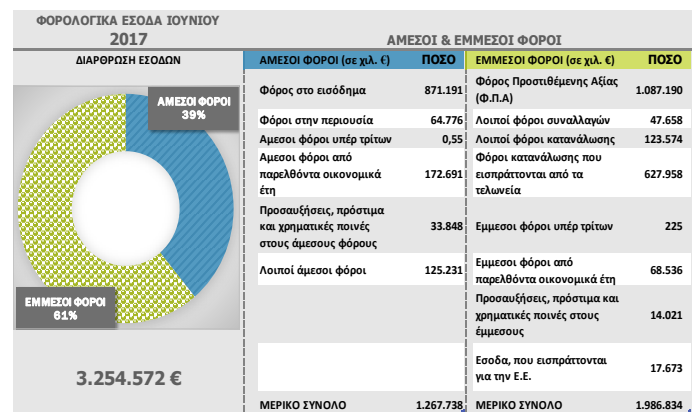 ΦΟΡΟΛΟΓΙΚΑ ΕΣΟΔΑ ΙΟΥΝΙΟΥ
2017
ΔΙΑΡΘΡΩΣΗ ΕΣΟΔΩΝ
ΑΜΕΣΟΙ ΦΟΡΟΙ
39%
ΕΜΜΕΣΟΙ ΦΟΡΟΙ
61%
3.254.572 €
ΑΜΕΣΟΙ & ΕΜΜΕΣΟΙ ΦΟΡΟΙ
ΑΜΕΣΟΙ ΦΟΡΟΙ (σε χιλ. €) ΠΟΣΟ
Φόρος στο εισόδημα 871.191
Φόροι στην περιουσια 64.776
Αμεσοι φόροι υπέρ τρίτων 0,55
Αμεσοι φόροι από
παρελθόντα οικονομικά 172.691
έτη
Προσαυξήσεις, πρόστιμα
και χρηματικές ποινές 33.848
στους άμεσους φόρους
Λοιποί άμεσοι φόροι 125.231
ΜΕΡΙΚΟ ΣΥΝΟΛΟ 1.267.738
ΕΜΜΕΣΟΙ ΦΟΡΟΙ (σε χιλ. €) ΠΟΣΟ
Φόρος Προστιθέμενης Αξίας
(Φ.Π.Α) 1.087.190
Λοιποί φόροι συναλλαγών 47.658
Λοιποί φόροι κατανάλωσης 123.574
Φόροι κατανάλωσης που
εισπράττονται από τα 627.958
τελωνεία
Εμμεσοι φόροι υπέρ τρίτων 225
Εμμεσοι φόροι από
παρελθόντα οικονομικά έτη 68.536
Προσαυξήσεις, πρόστιμα και
χρηματικές ποινές στους 14.021
έμμεσους
Εσοδα, που εισπράττονται
για την Ε.Ε. 17.673
ΜΕΡΙΚΟ ΣΥΝΟΛΟ 1.986.834